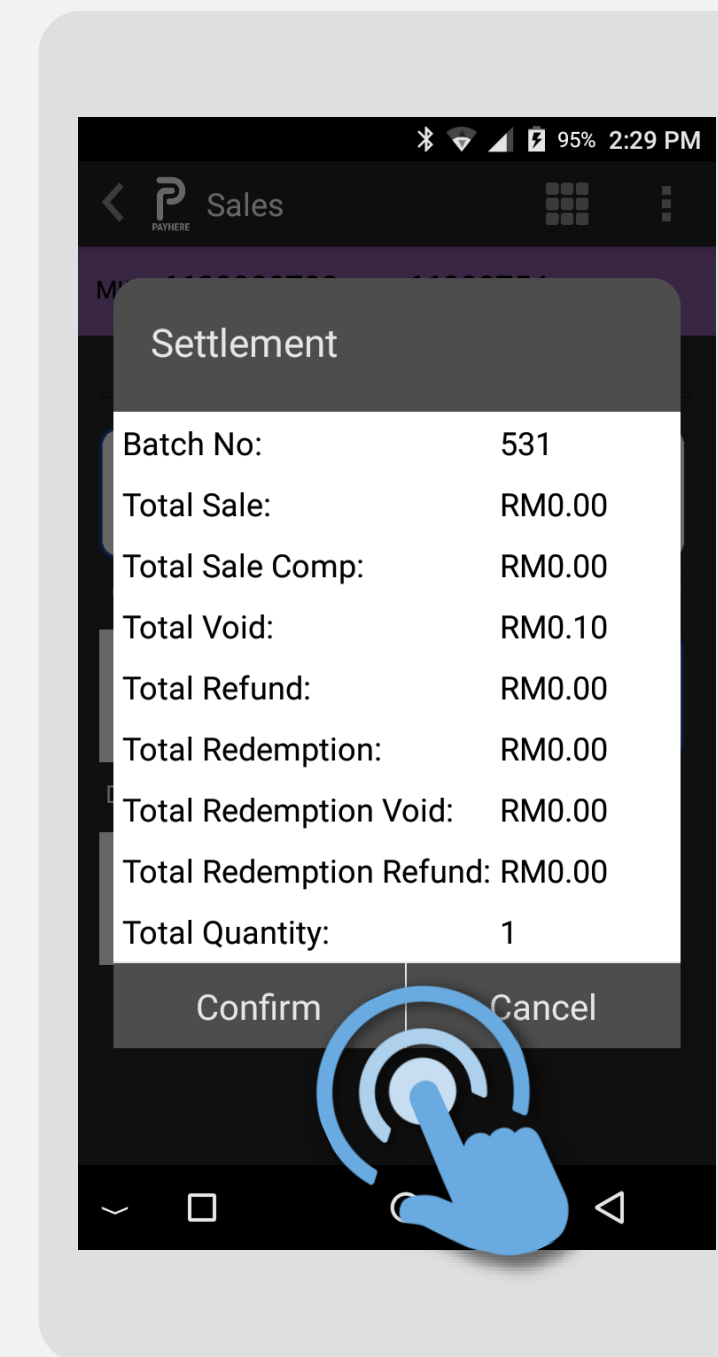 95% 2:29 PM
PAYHERE
Sales
Settlement
Batch No: 531
Total Sale: RM0.00
Total Sale Comp: RM0.00
Total Void: RM0.10
Total Refund: RM0.00
Total Redemption: RM0.00
Total Redemption Void: RM0.00
Total Redemption Refund: RM0.00
Total Quantity: 1
Confirm Cancel